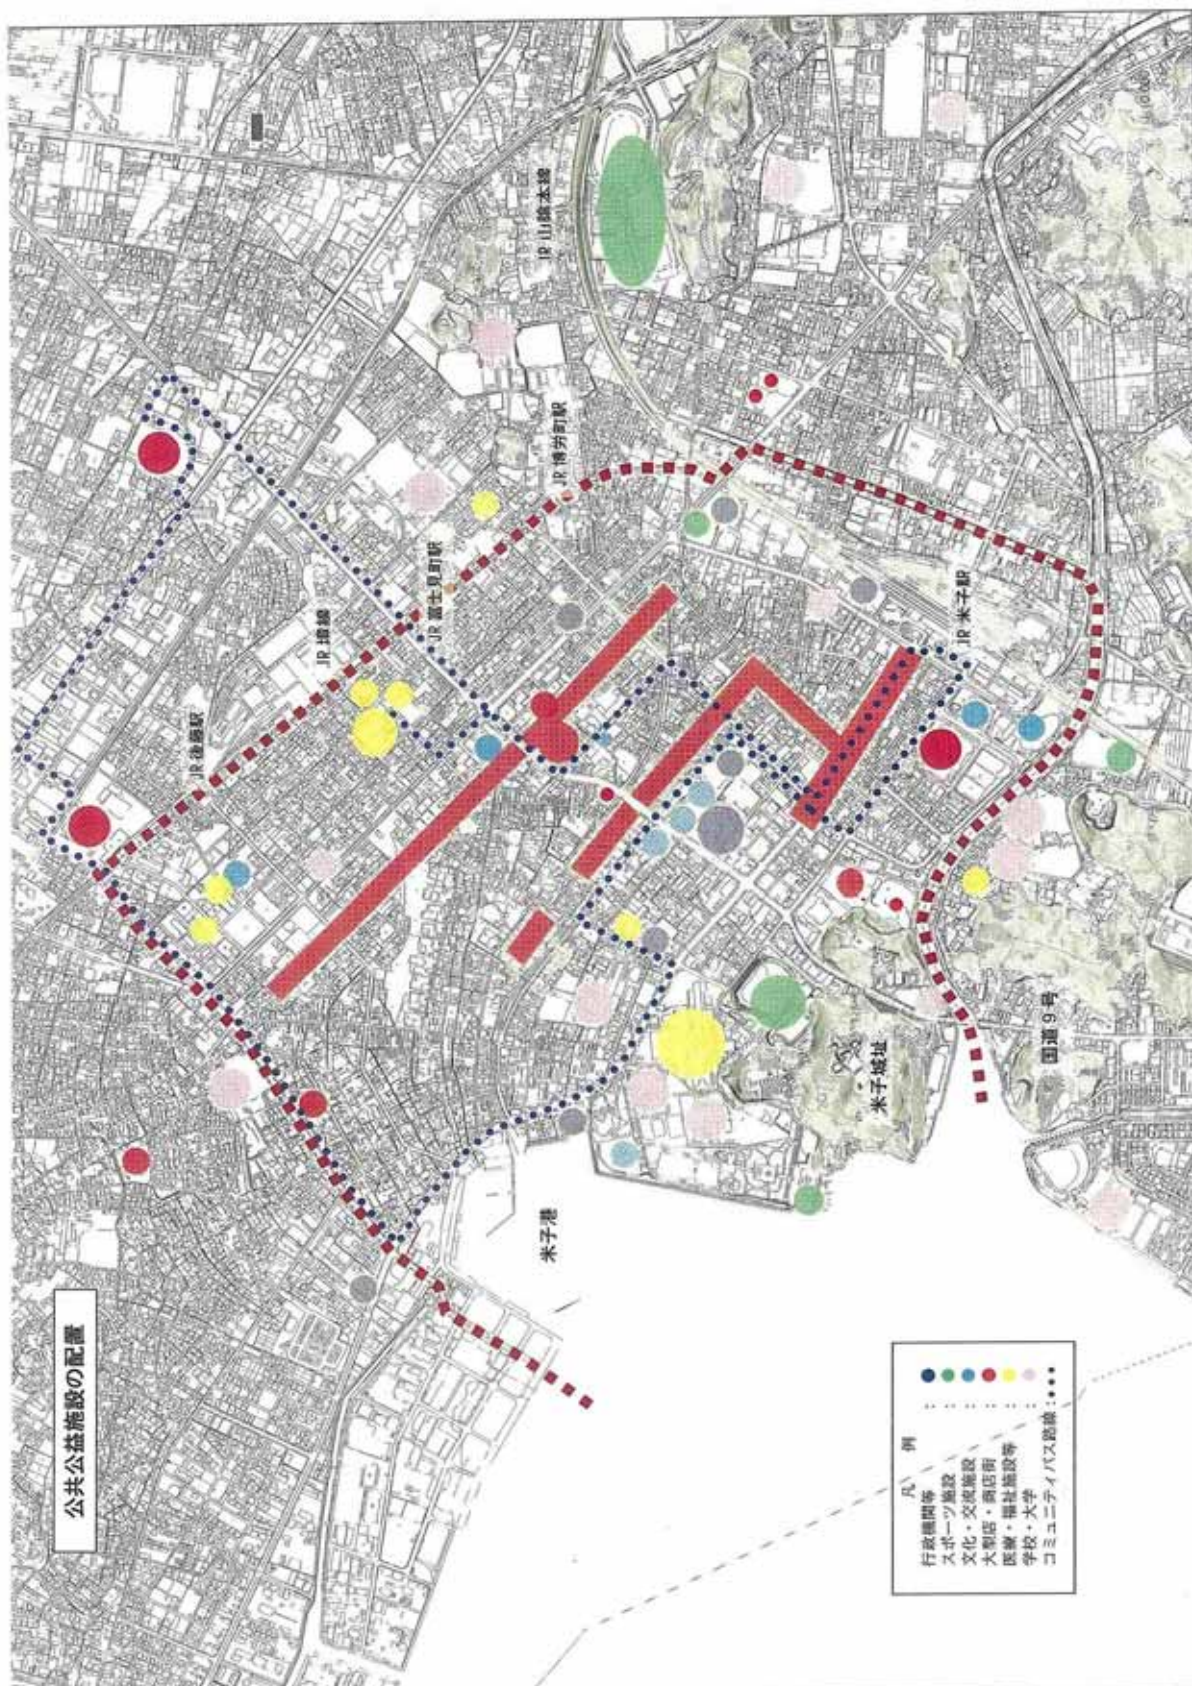 公共公益施設の配置
JR山陰本線
JR博労町駅
JR富士見町駅
JR境線
JR後藤駅
JR米子駅
国道9号
米子城址
米子港
凡 例
行政機関等 :
スポーツ施設 :
文化・交流施設 :
大型店・商店街 :
医療・福祉施設等 :
学校・大学 :
コミュニティバス路線 :